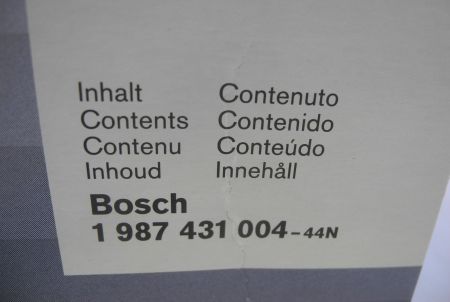 Inhalt Contenuto
Contents Contenido
Contenu Conteúdo
Inhoud Innehåll
Bosch
1 987 431 004-44N